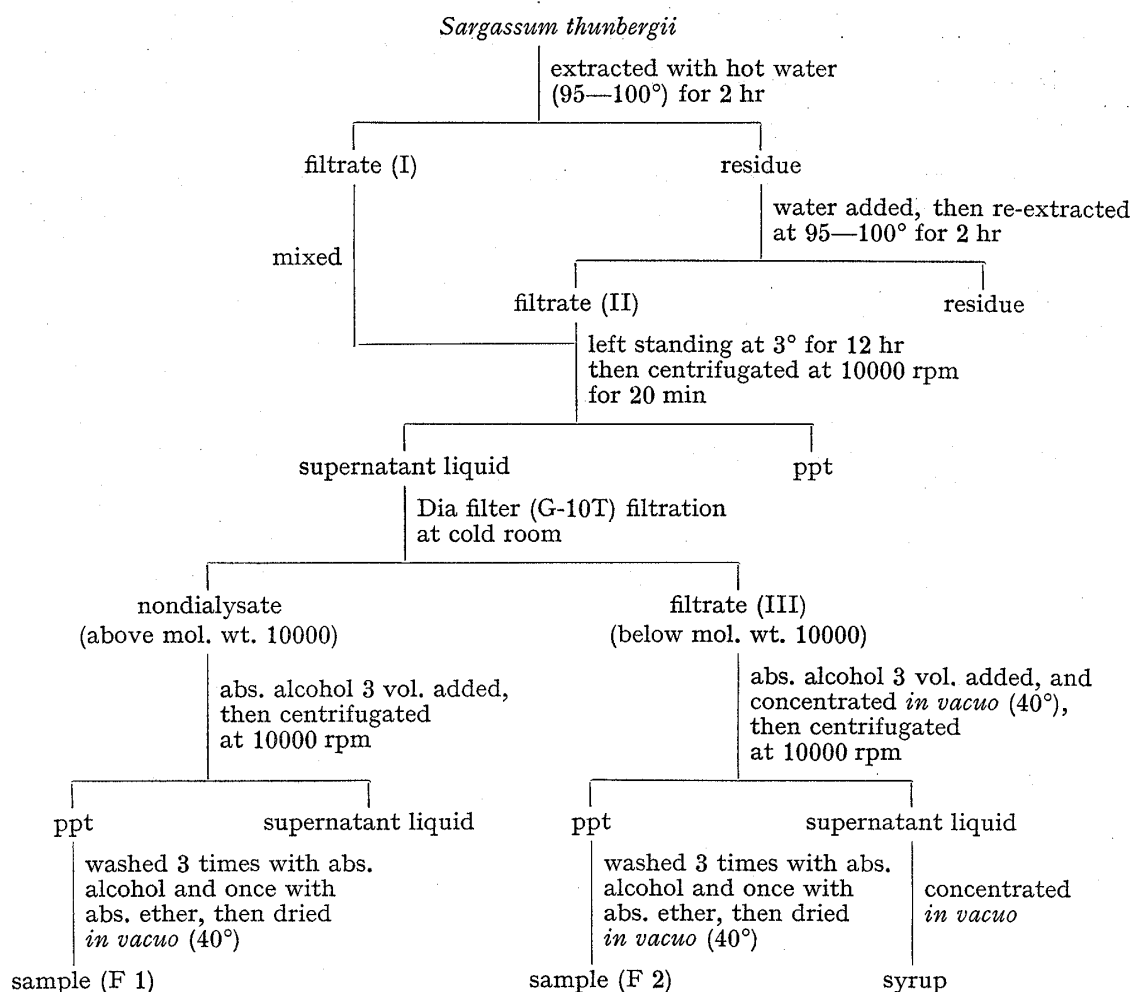 Sargassum thunbergii
extracted with hot water
(95—100°) for 2 hr
filtrate (I)
residue
water added, then re-extracted
at 95—100° for 2 hr
mixed
filtrate (II)
residue
left standing at 3° for 12 hr
then centrifugated at 10000 rpm
for 20 min
supernatant liquid
ppt
Dia filter (G-10T) filtration
at cold room
nondialysate
(above mol. wt. 10000)
filtrate (III)
(below mol. wt. 10000)
abs. alcohol 3 vol. added,
then centrifugated
at 10000 rpm
abs. alcohol 3 vol. added, and
concentrated in vacuo (40°),
then centrifugated
at 10000 rpm
ppt
supernatant liquid
ppt
supernatant liquid
washed 3 times with abs.
alcohol and once with
abs. ether, then dried
in vacuo (40°)
washed 3 times with abs.
alcohol and once with
abs. ether, then dried
in vacuo (40°)
concentrated
in vacuo
sample (F 1)
sample (F 2)
syrup